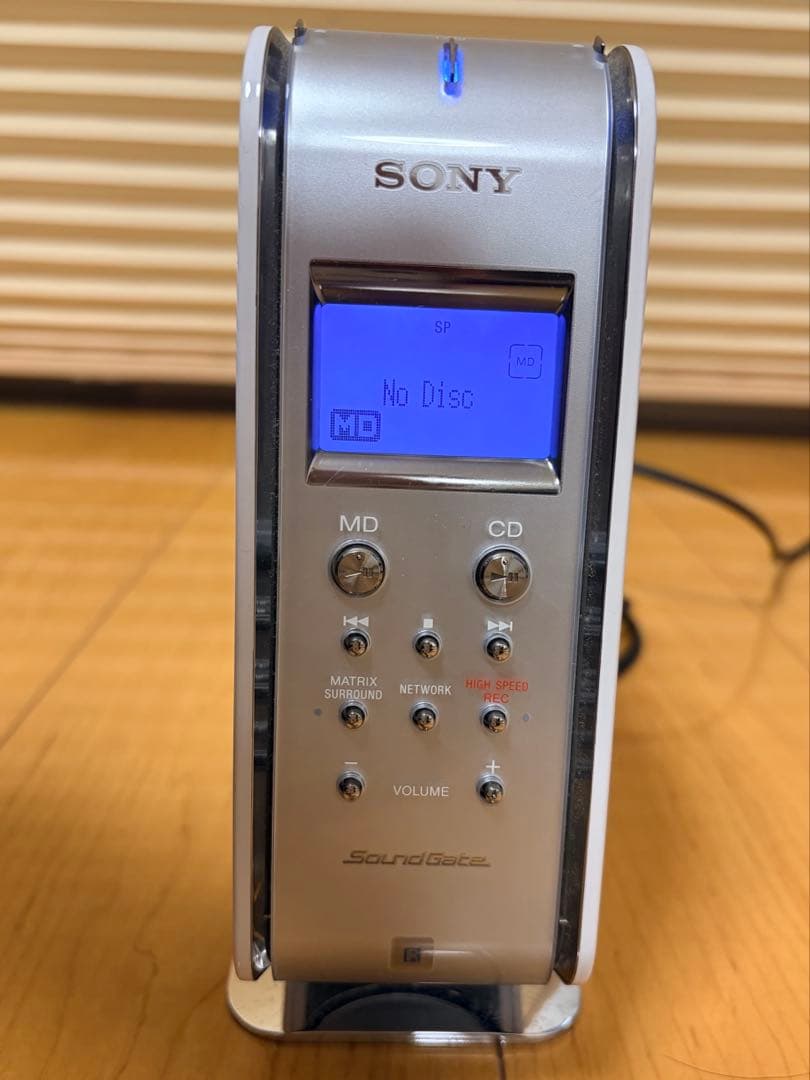 SONY
SP
MD
No Disc
MD
MD CD
MATRIX SURROUND NETWORK HIGH SPEED REC
− +
VOLUME
SoundGate
R